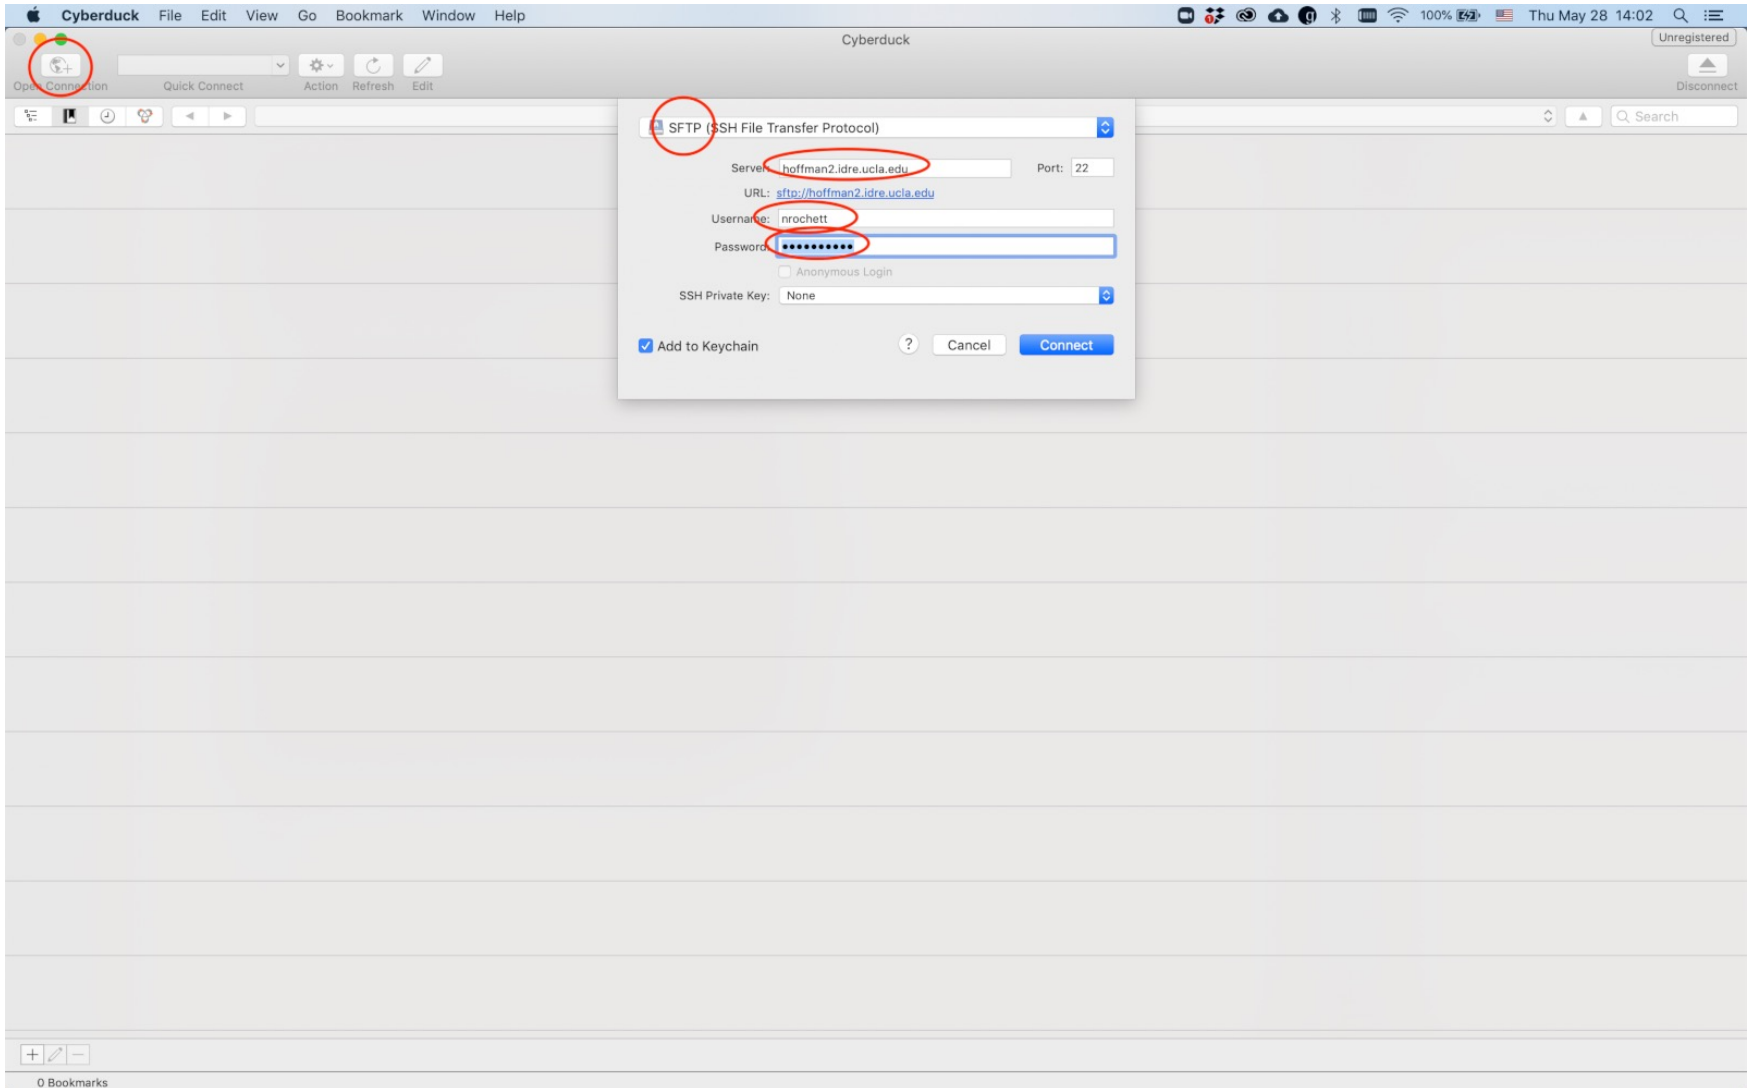 Cyberduck File Edit View Go Bookmark Window Help 100% Thu May 28 14:02
Cyberduck
Unregistered
Open Connection Quick Connect Action Refresh Edit Disconnect
Search
SFTP (SSH File Transfer Protocol)
Server: hoffman2.idre.ucla.edu Port: 22
URL: sftp://hoffman2.idre.ucla.edu
Username: nrochett
Password: ••••••••••
Anonymous Login
SSH Private Key: None
Add to Keychain ? Cancel Connect
0 Bookmarks